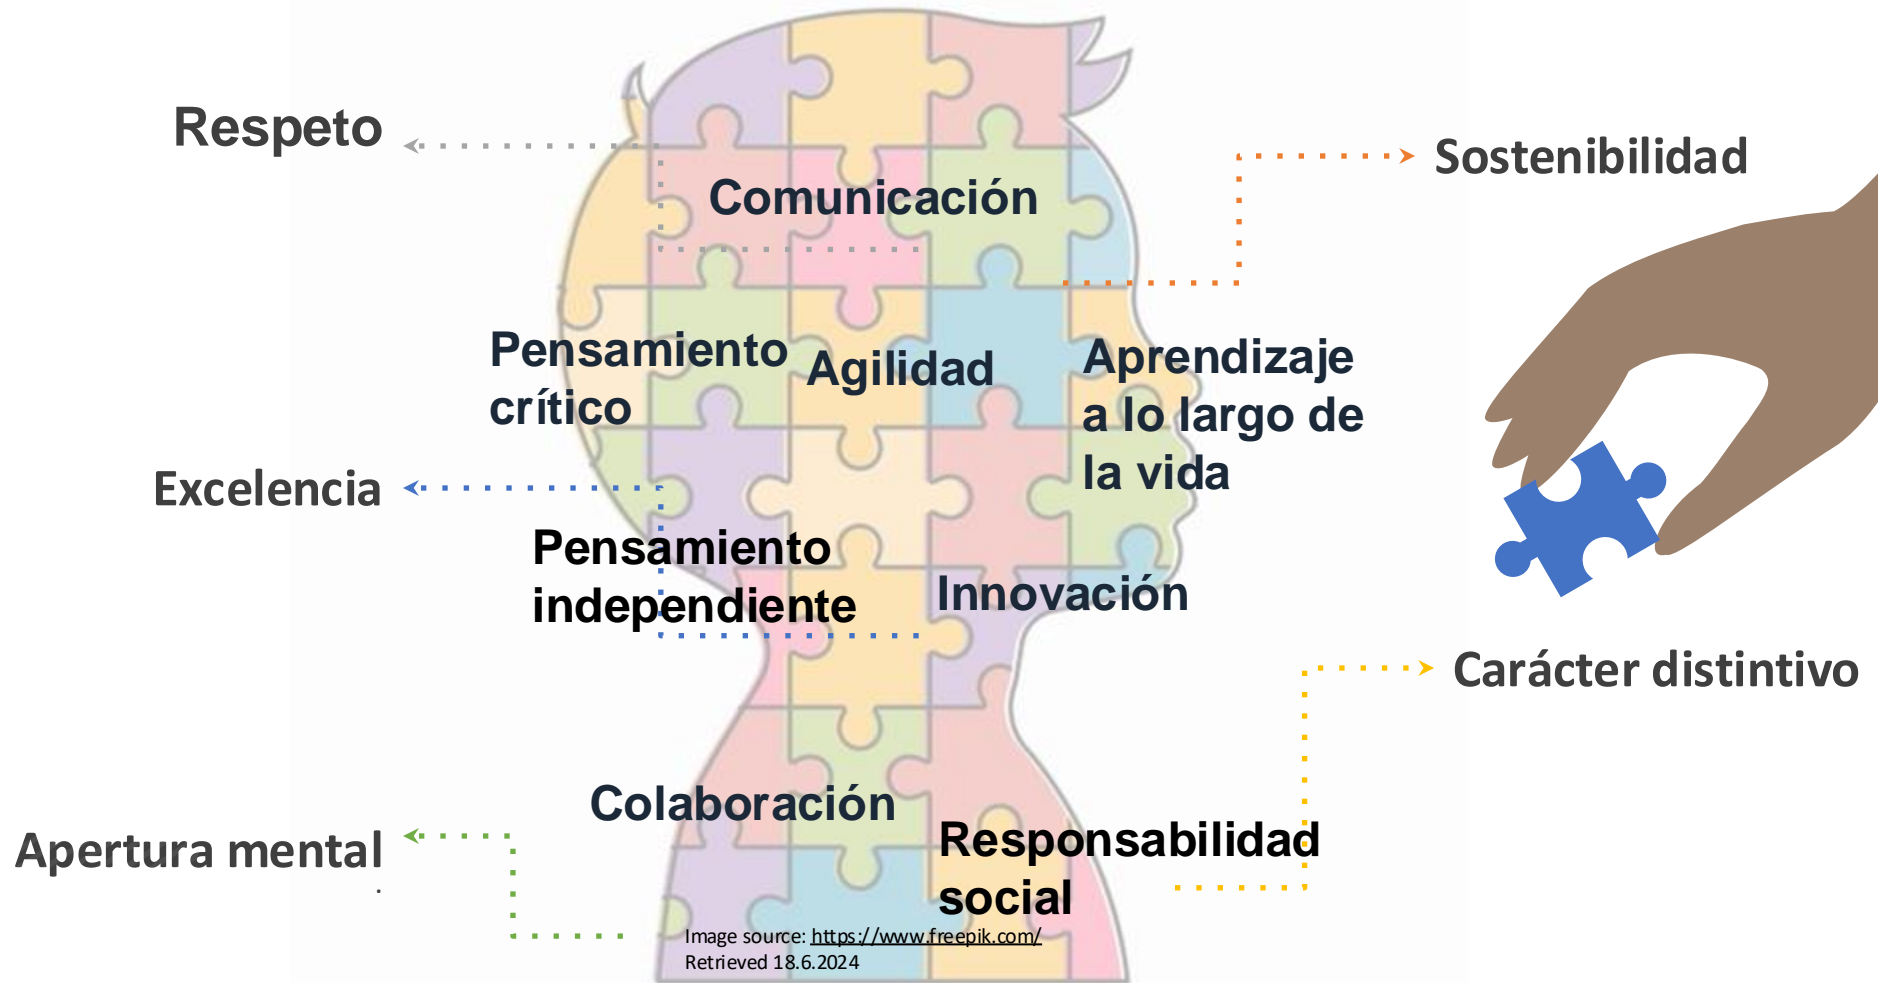 Respeto
Sostenibilidad
Comunicación
Pensamiento
crítico
Agilidad
Aprendizaje
a lo largo de
la vida
Excelencia
Pensamiento
independiente
Innovación
Carácter distintivo
Colaboración
Apertura mental
.
Responsabilidad
social
Image source: https://www.freepik.com/
Retrieved 18.6.2024